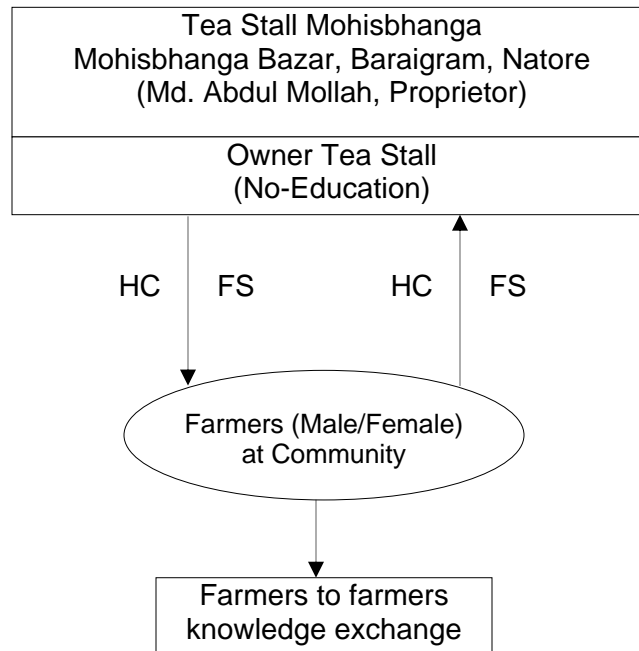 Tea Stall Mohisbhanga
Mohisbhanga Bazar, Baraigram, Natore
(Md. Abdul Mollah, Proprietor)
Owner Tea Stall
(No-Education)
HC FS HC FS
Farmers (Male/Female)
at Community
Farmers to farmers
knowledge exchange